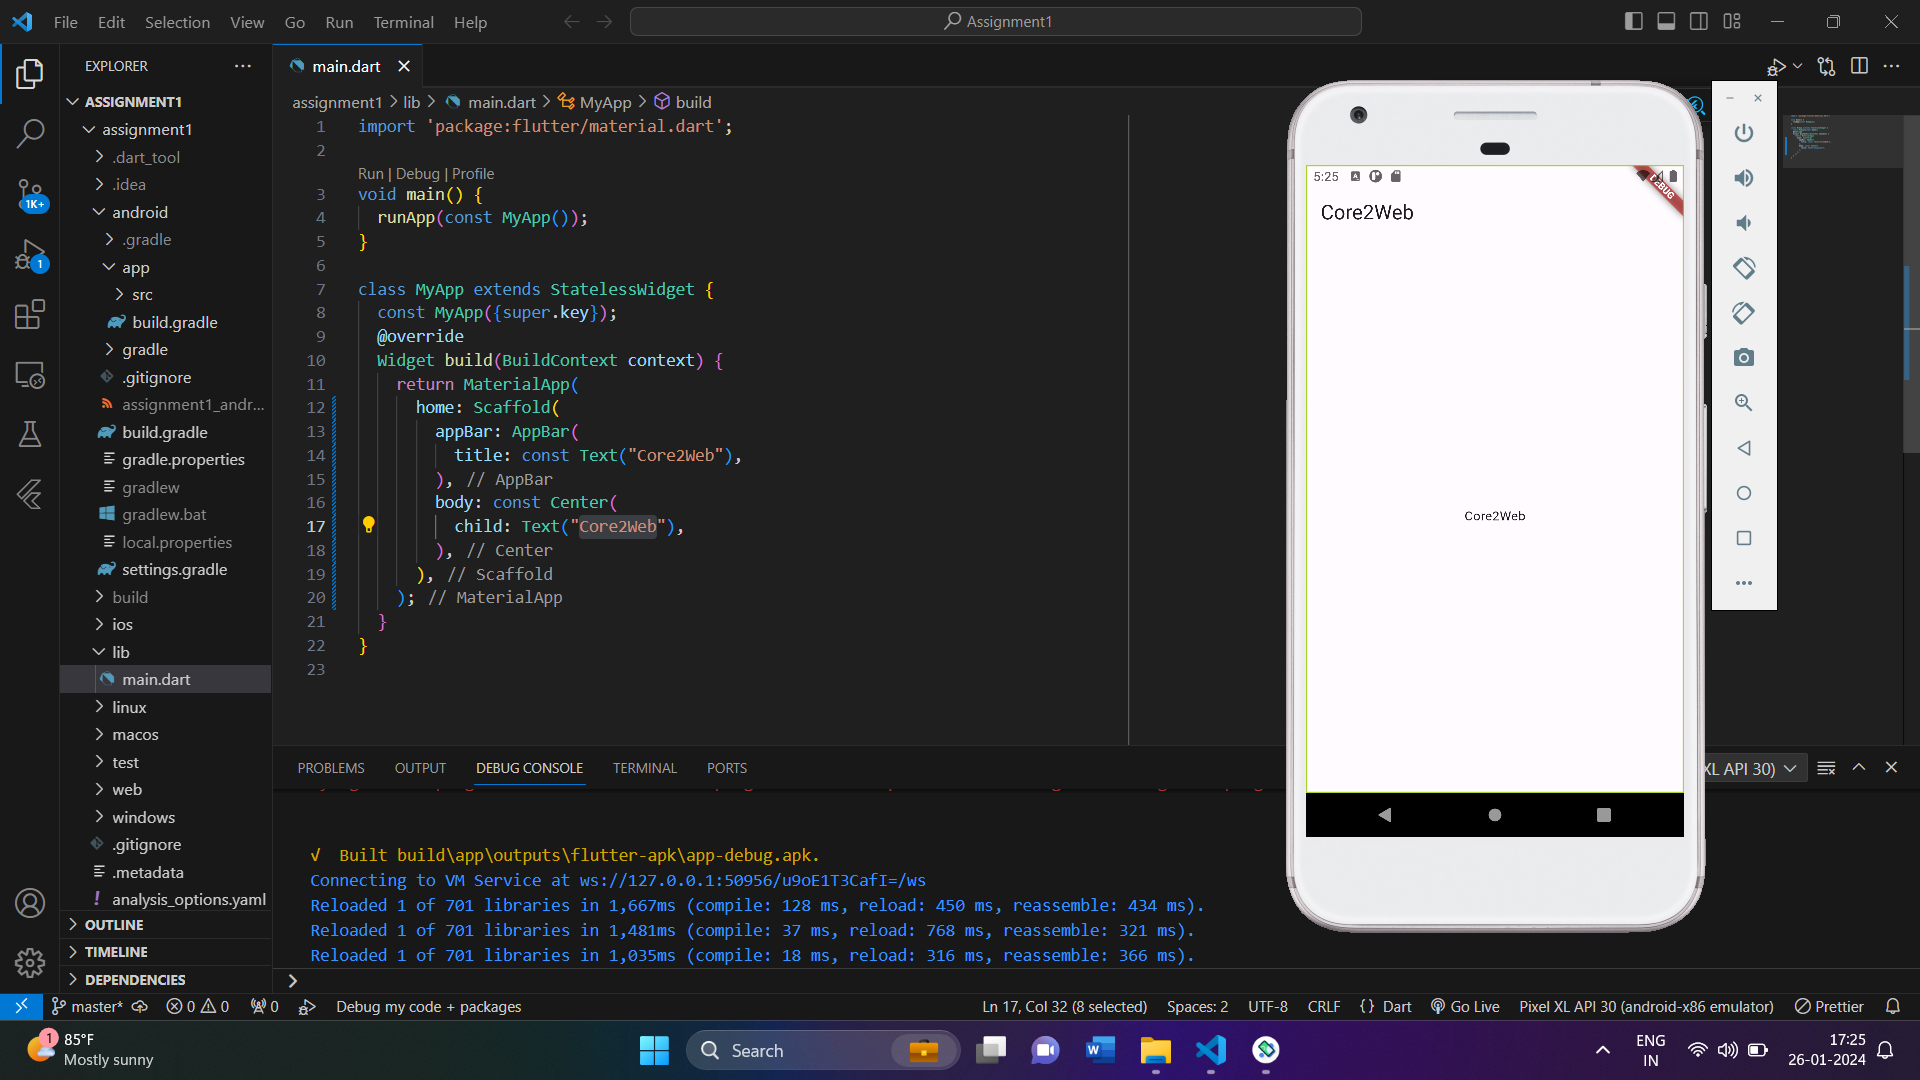 File Edit Selection View Go Run Terminal Help
Assignment1
EXPLORER
ASSIGNMENT1
assignment1
.dart_tool
.idea
android
.gradle
app
src
build.gradle
gradle
.gitignore
assignment1_andr...
build.gradle
gradle.properties
gradlew
gradlew.bat
local.properties
settings.gradle
build
ios
lib
main.dart
linux
macos
test
web
windows
.gitignore
.metadata
analysis_options.yaml
OUTLINE
TIMELINE
DEPENDENCIES
1K+
1
main.dart
assignment1 > lib > main.dart > MyApp > build
1 import 'package:flutter/material.dart';
2
Run | Debug | Profile
3 void main() {
4 runApp(const MyApp());
5 }
6
7 class MyApp extends StatelessWidget {
8 const MyApp({super.key});
9 @override
10 Widget build(BuildContext context) {
11 return MaterialApp(
12 home: Scaffold(
13 appBar: AppBar(
14 title: const Text("Core2Web"),
15 ), // AppBar
16 body: const Center(
17 child: Text("Core2Web"),
18 ), // Center
19 ), // Scaffold
20 ); // MaterialApp
21 }
22 }
23
5:25
DEBUG
Core2Web
Core2Web
PROBLEMS OUTPUT DEBUG CONSOLE TERMINAL PORTS
XL API 30)
√ Built build\app\outputs\flutter-apk\app-debug.apk.
Connecting to VM Service at ws://127.0.0.1:50956/u9oE1T3CafI=/ws
Reloaded 1 of 701 libraries in 1,667ms (compile: 128 ms, reload: 450 ms, reassemble: 434 ms).
Reloaded 1 of 701 libraries in 1,481ms (compile: 37 ms, reload: 768 ms, reassemble: 321 ms).
Reloaded 1 of 701 libraries in 1,035ms (compile: 18 ms, reload: 316 ms, reassemble: 366 ms).
>
master* 0 0 0 Debug my code + packages Ln 17, Col 32 (8 selected) Spaces: 2 UTF-8 CRLF {} Dart Go Live Pixel XL API 30 (android-x86 emulator) Prettier
1
85°F
Mostly sunny
Search
ENG
IN
17:25
26-01-2024